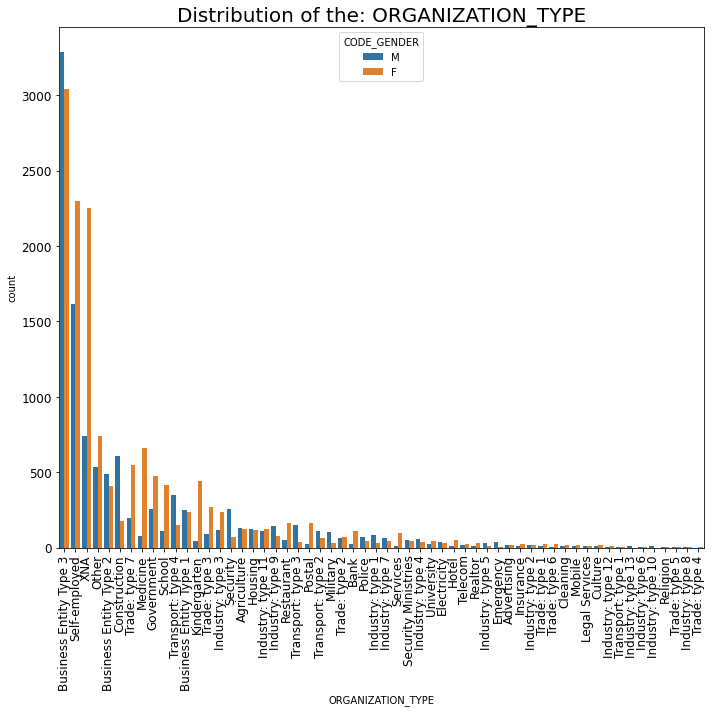 Distribution of the: ORGANIZATION_TYPE
CODE_GENDER
M
F
3000
2500
2000
1500
1000
500
0
count
Business Entity Type 3
Self-employed
XNA
Other
Business Entity Type 2
Construction
Trade: type 7
Medicine
Government
School
Transport: type 4
Business Entity Type 1
Kindergarten
Trade: type 3
Industry: type 3
Security
Agriculture
Housing
Industry: type 11
Industry: type 9
Restaurant
Transport: type 3
Postal
Transport: type 2
Military
Trade: type 2
Bank
Police
Industry: type 1
Industry: type 7
Services
Security Ministries
Industry: type 4
University
Electricity
Hotel
Telecom
Realtor
Industry: type 5
Emergency
Advertising
Insurance
Industry: type 2
Trade: type 1
Trade: type 6
Cleaning
Mobile
Legal Services
Culture
Industry: type 12
Transport: type 1
Industry: type 13
Industry: type 6
Industry: type 10
Religion
Trade: type 5
Industry: type 8
Trade: type 4
ORGANIZATION_TYPE